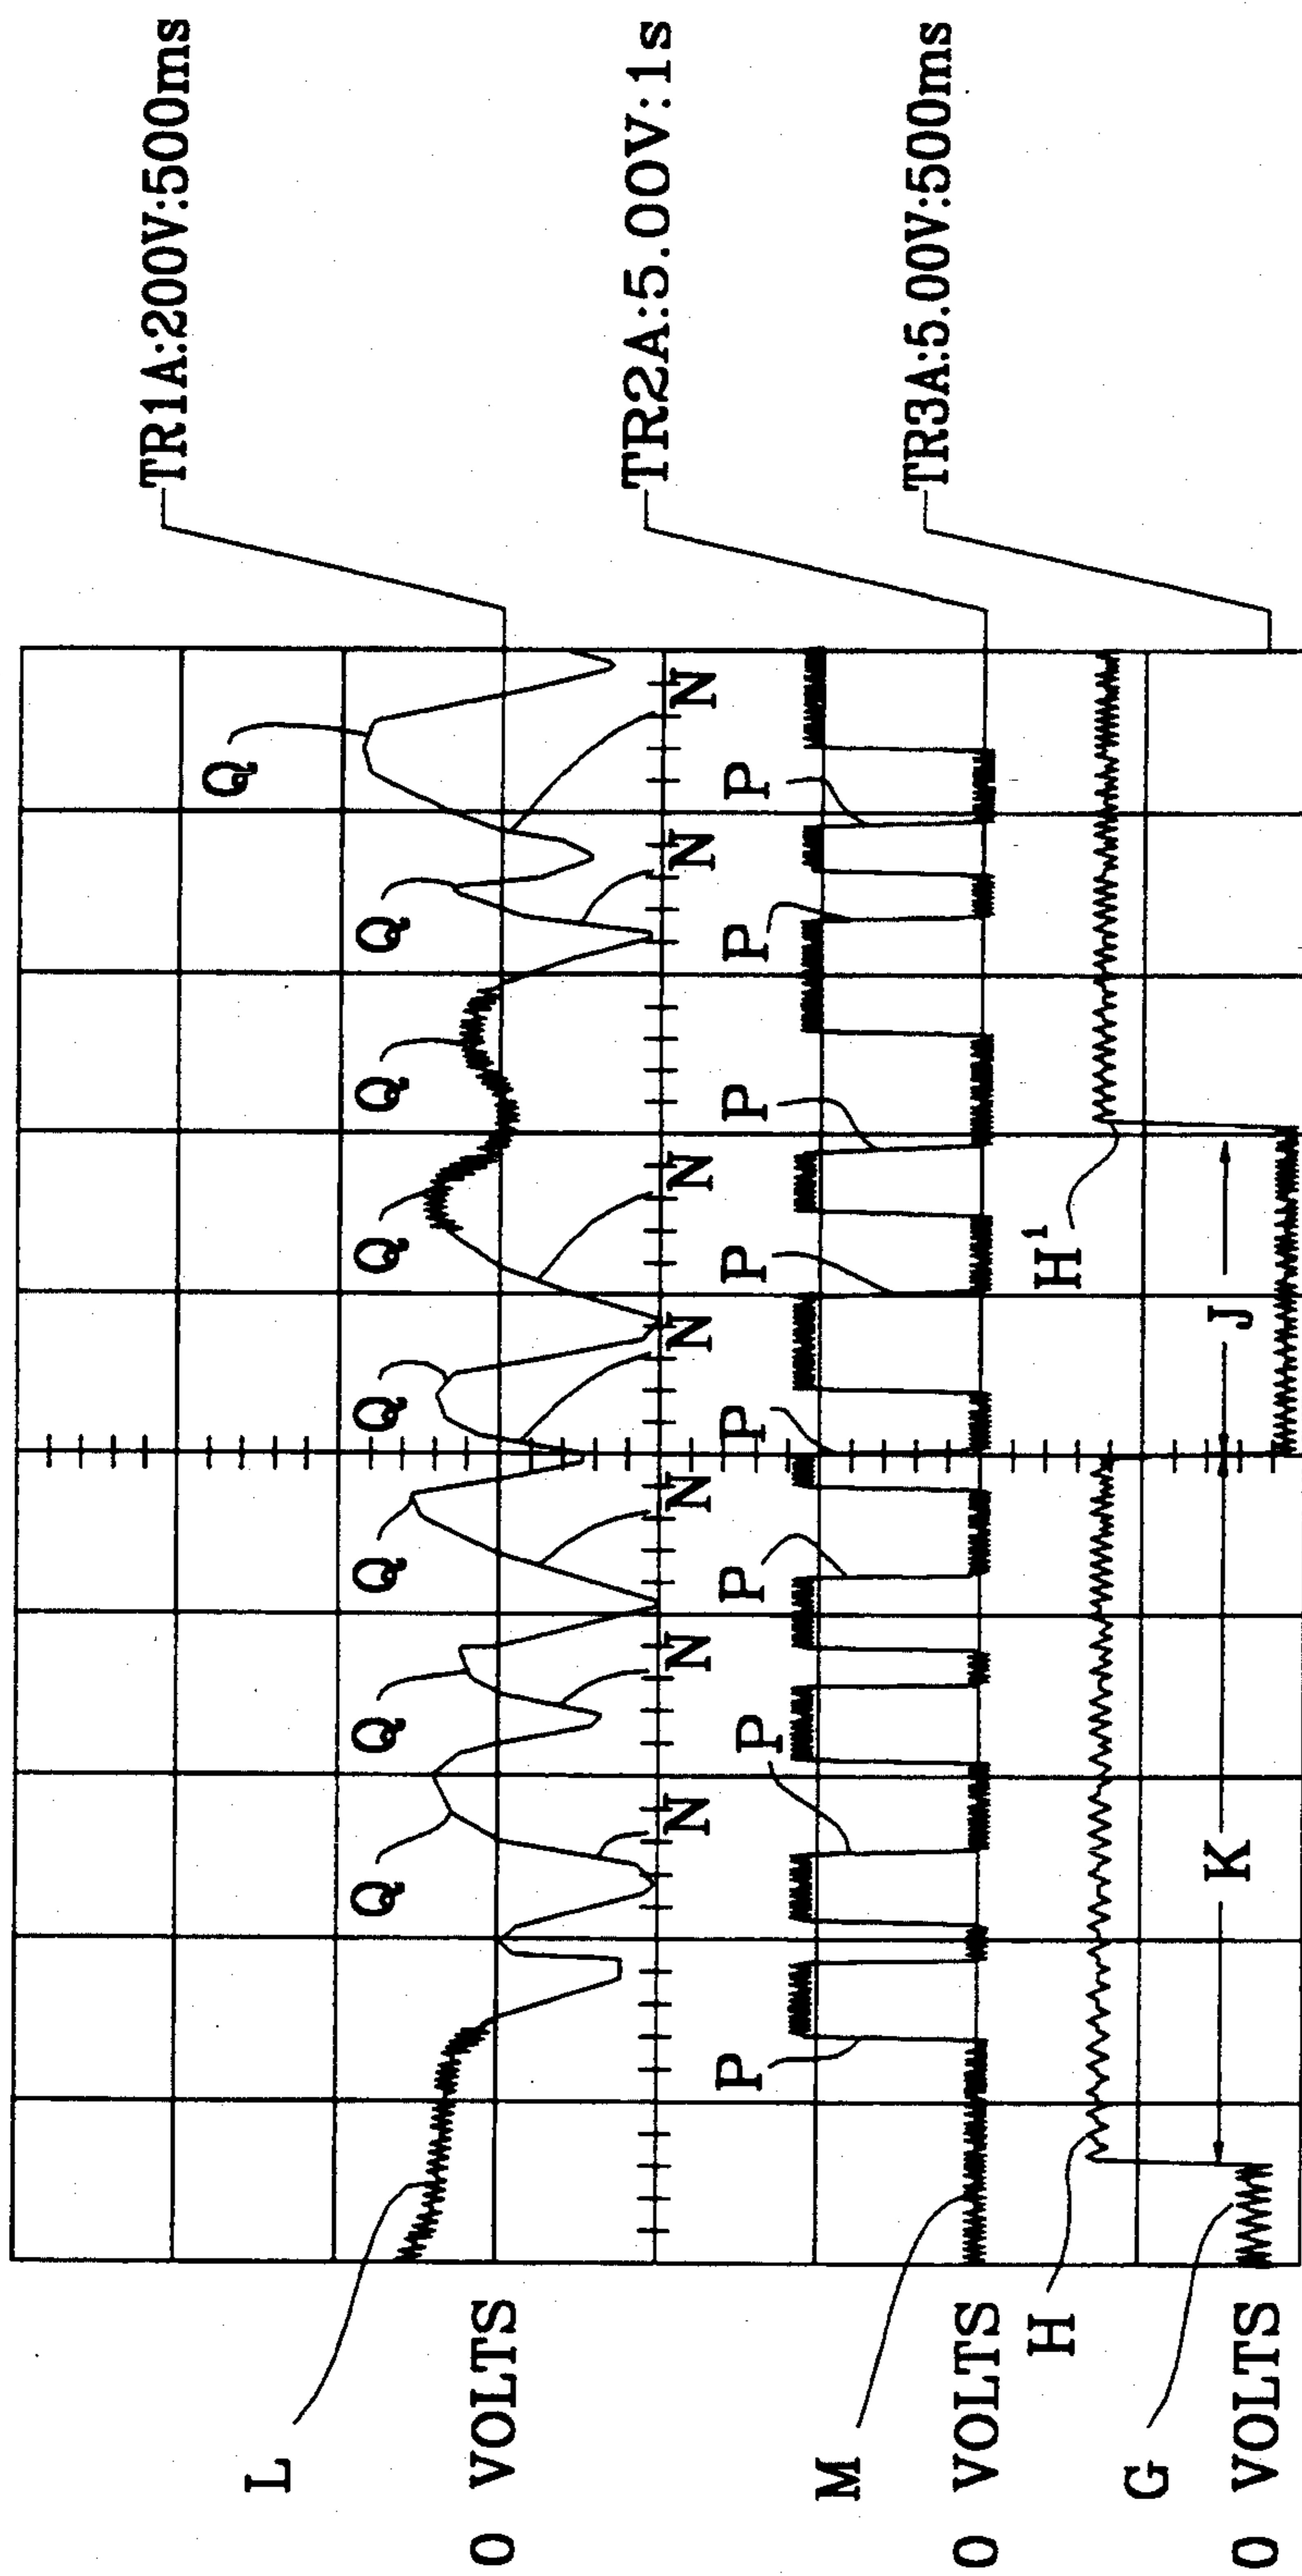 TR1A:200V:500ms
Q
L
Q Q Q Q Q Q Q
0 VOLTS
TR2A:5.00V:1s
N N N N N N N
P P P P P P P P
M
TR3A:5.00V:500ms
0 VOLTS
H H¹
G
K J
0 VOLTS